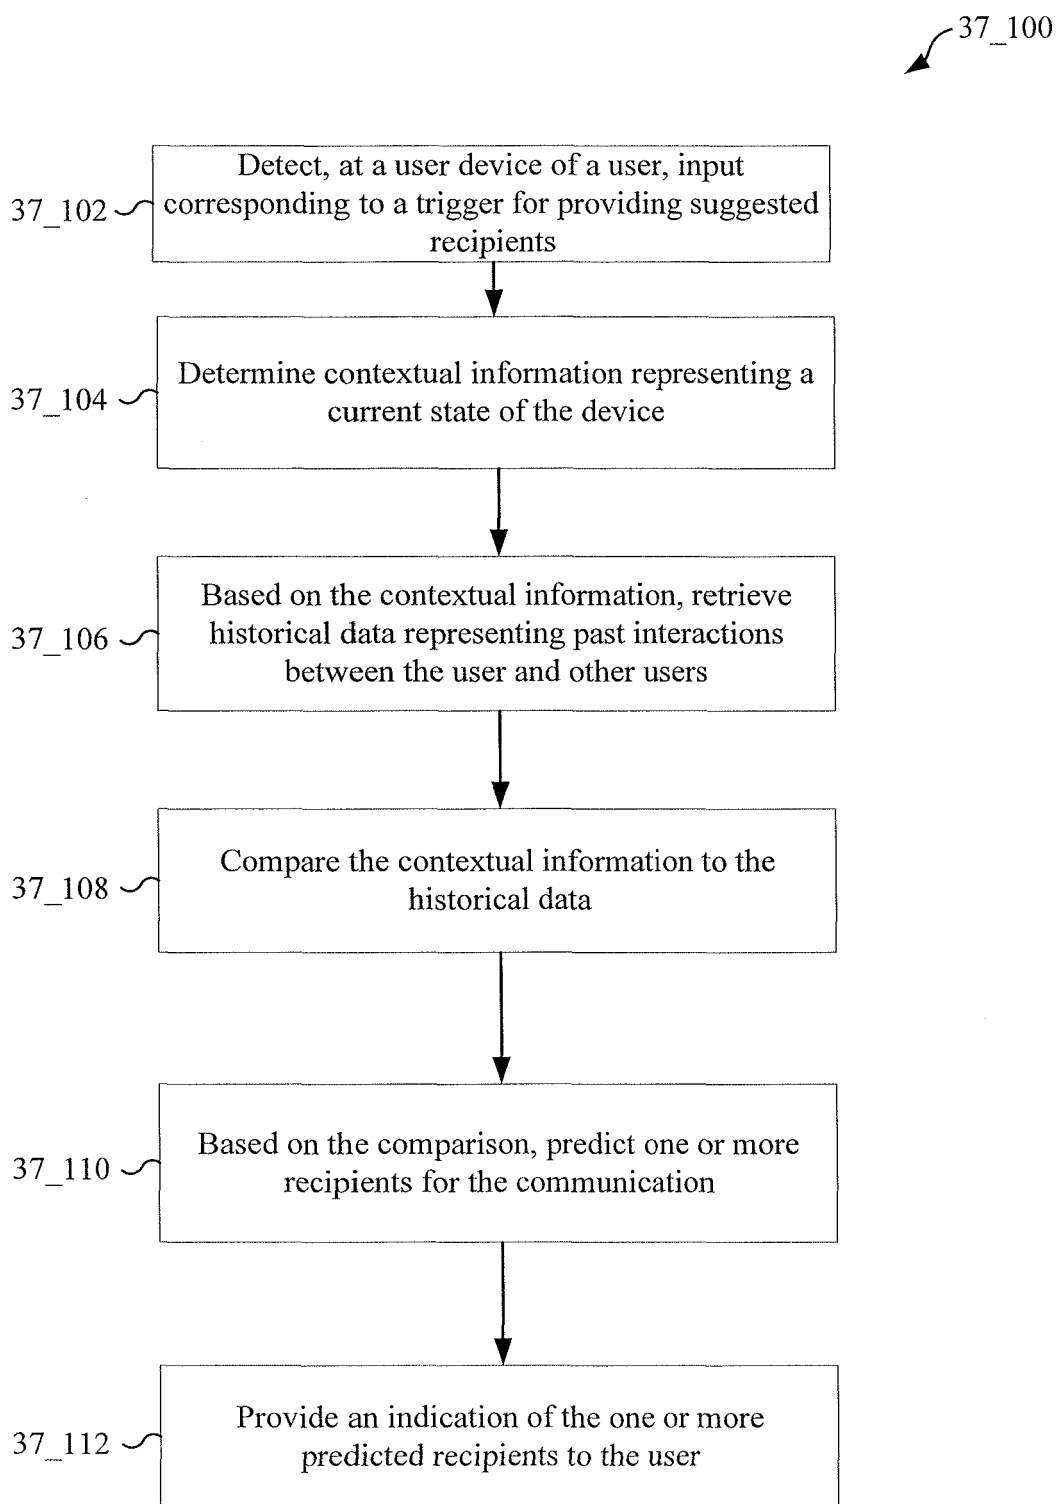 37_100
Detect, at a user device of a user, input
corresponding to a trigger for providing suggested
recipients
37_102
Determine contextual information representing a
current state of the device
37_104
Based on the contextual information, retrieve
historical data representing past interactions
between the user and other users
37_106
Compare the contextual information to the
historical data
37_108
Based on the comparison, predict one or more
recipients for the communication
37_110
Provide an indication of the one or more
predicted recipients to the user
37_112